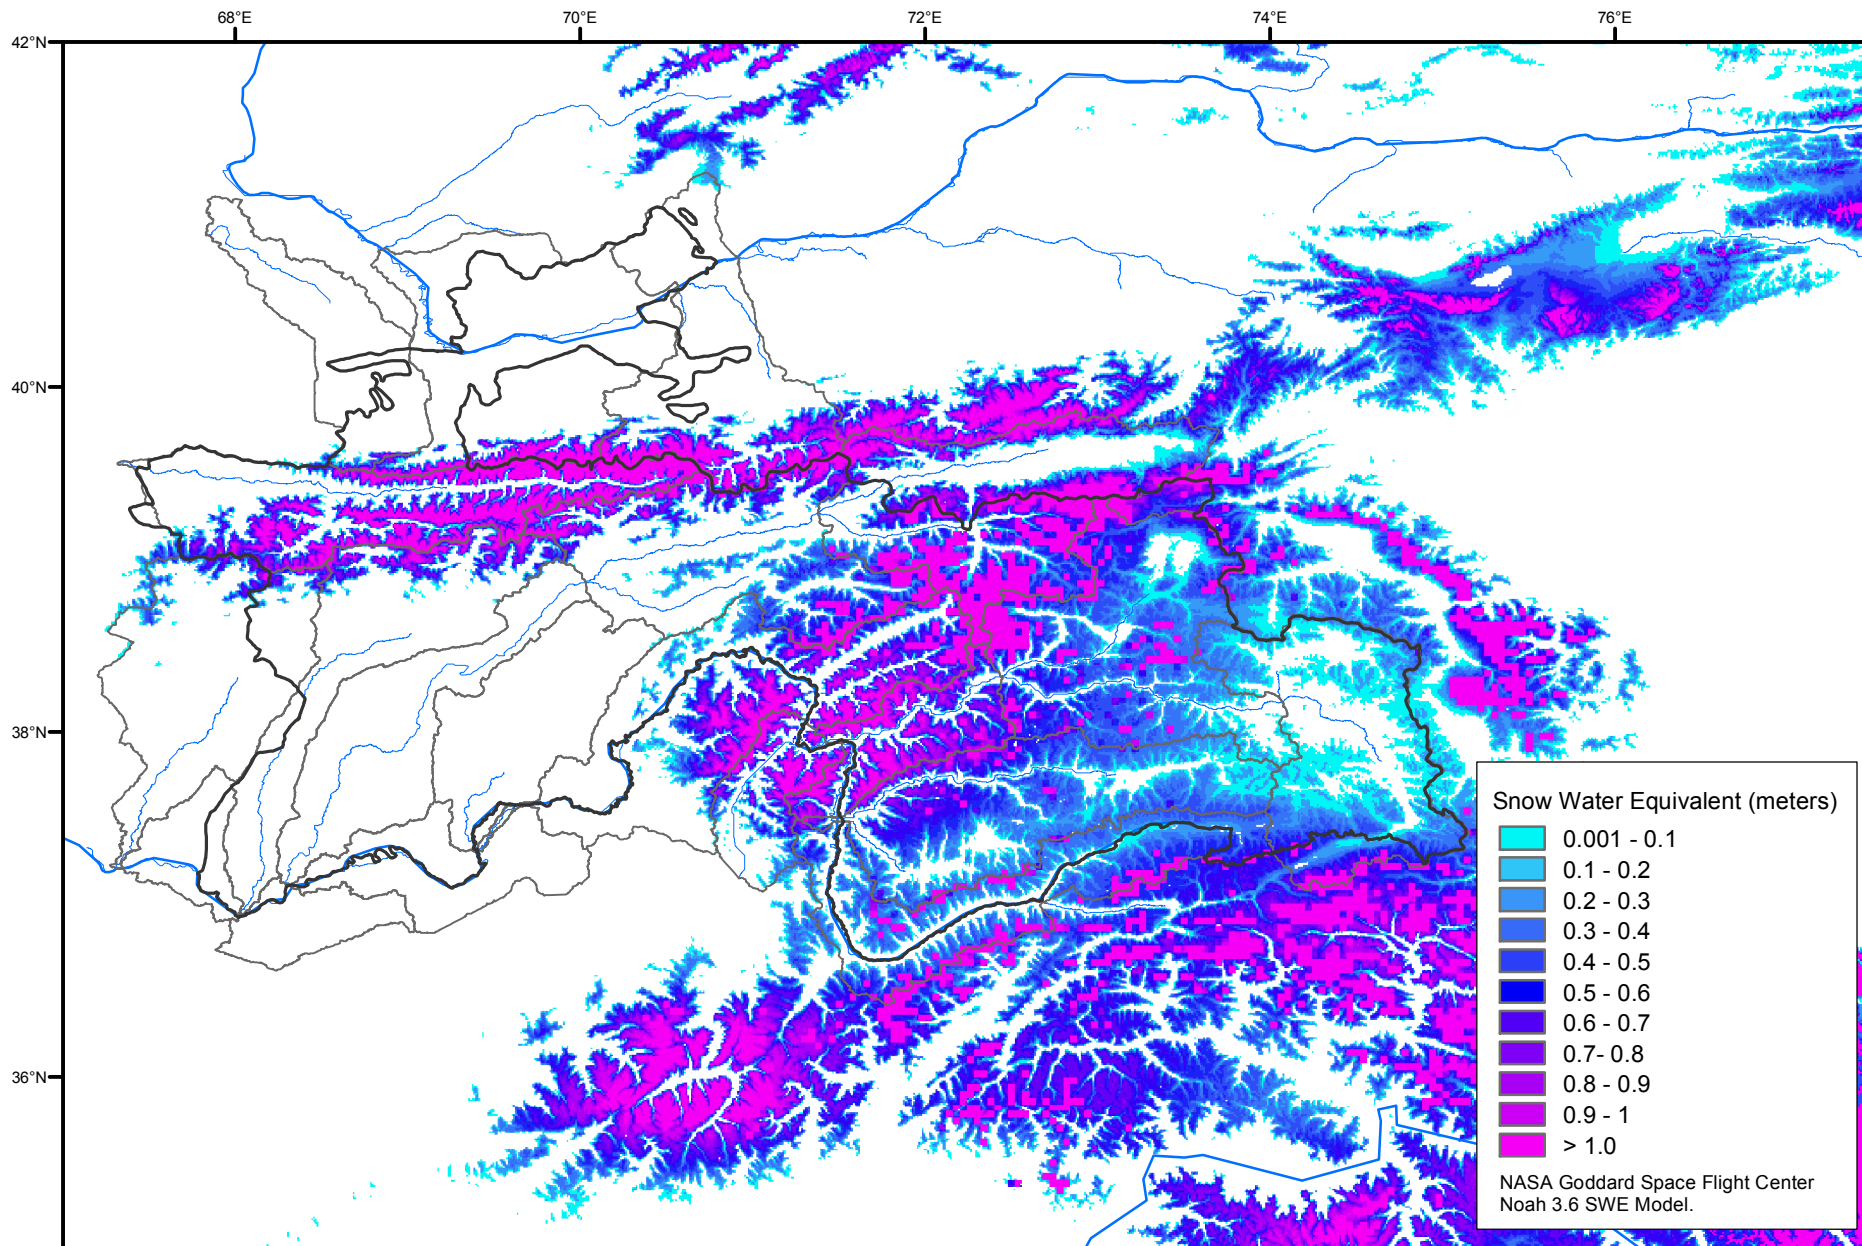 68°E
70°E
72°E
74°E
76°E
42°N
40°N
38°N
36°N
Snow Water Equivalent (meters)
0.001 - 0.1
0.1 - 0.2
0.2 - 0.3
0.3 - 0.4
0.4 - 0.5
0.5 - 0.6
0.6 - 0.7
0.7- 0.8
0.8 - 0.9
0.9 - 1
> 1.0
NASA Goddard Space Flight Center
Noah 3.6 SWE Model.